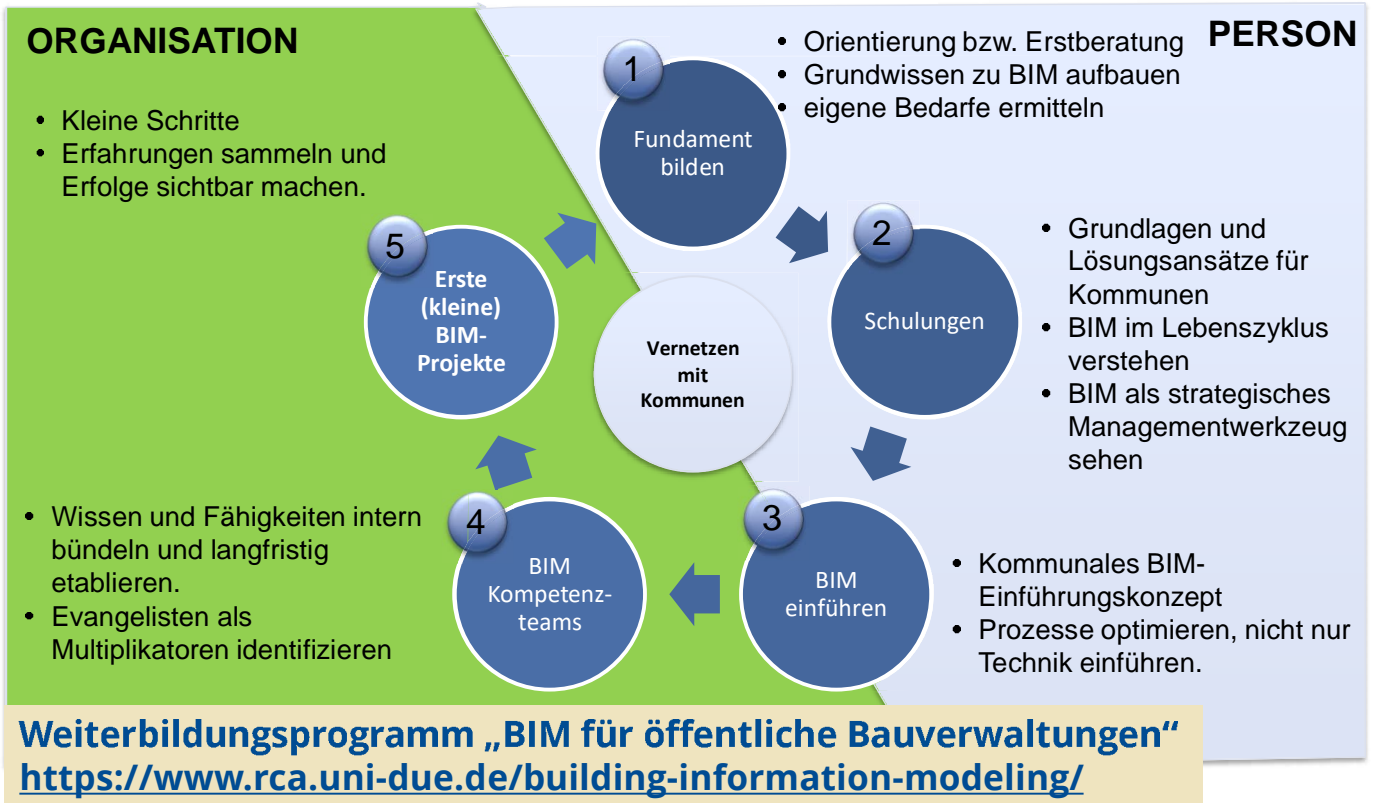 ORGANISATION
PERSON
• Kleine Schritte
• Erfahrungen sammeln und
Erfolge sichtbar machen.
1
Fundament
bilden
• Orientierung bzw. Erstberatung
• Grundwissen zu BIM aufbauen
• eigene Bedarfe ermitteln
2
Schulungen
• Grundlagen und
Lösungsansätze für
Kommunen
• BIM im Lebenszyklus
verstehen
• BIM als strategisches
Managementwerkzeug
sehen
5
Erste
(kleine)
BIM-
Projekte
Vernetzen
mit
Kommunen
3
BIM
einführen
• Kommunales BIM-
Einführungskonzept
• Prozesse optimieren, nicht nur
Technik einführen.
4
BIM
Kompetenz-
teams
• Wissen und Fähigkeiten intern
bündeln und langfristig
etablieren.
• Evangelisten als
Multiplikatoren identifizieren
Weiterbildungsprogramm „BIM für öffentliche Bauverwaltungen“
https://www.rca.uni-due.de/building-information-modeling/